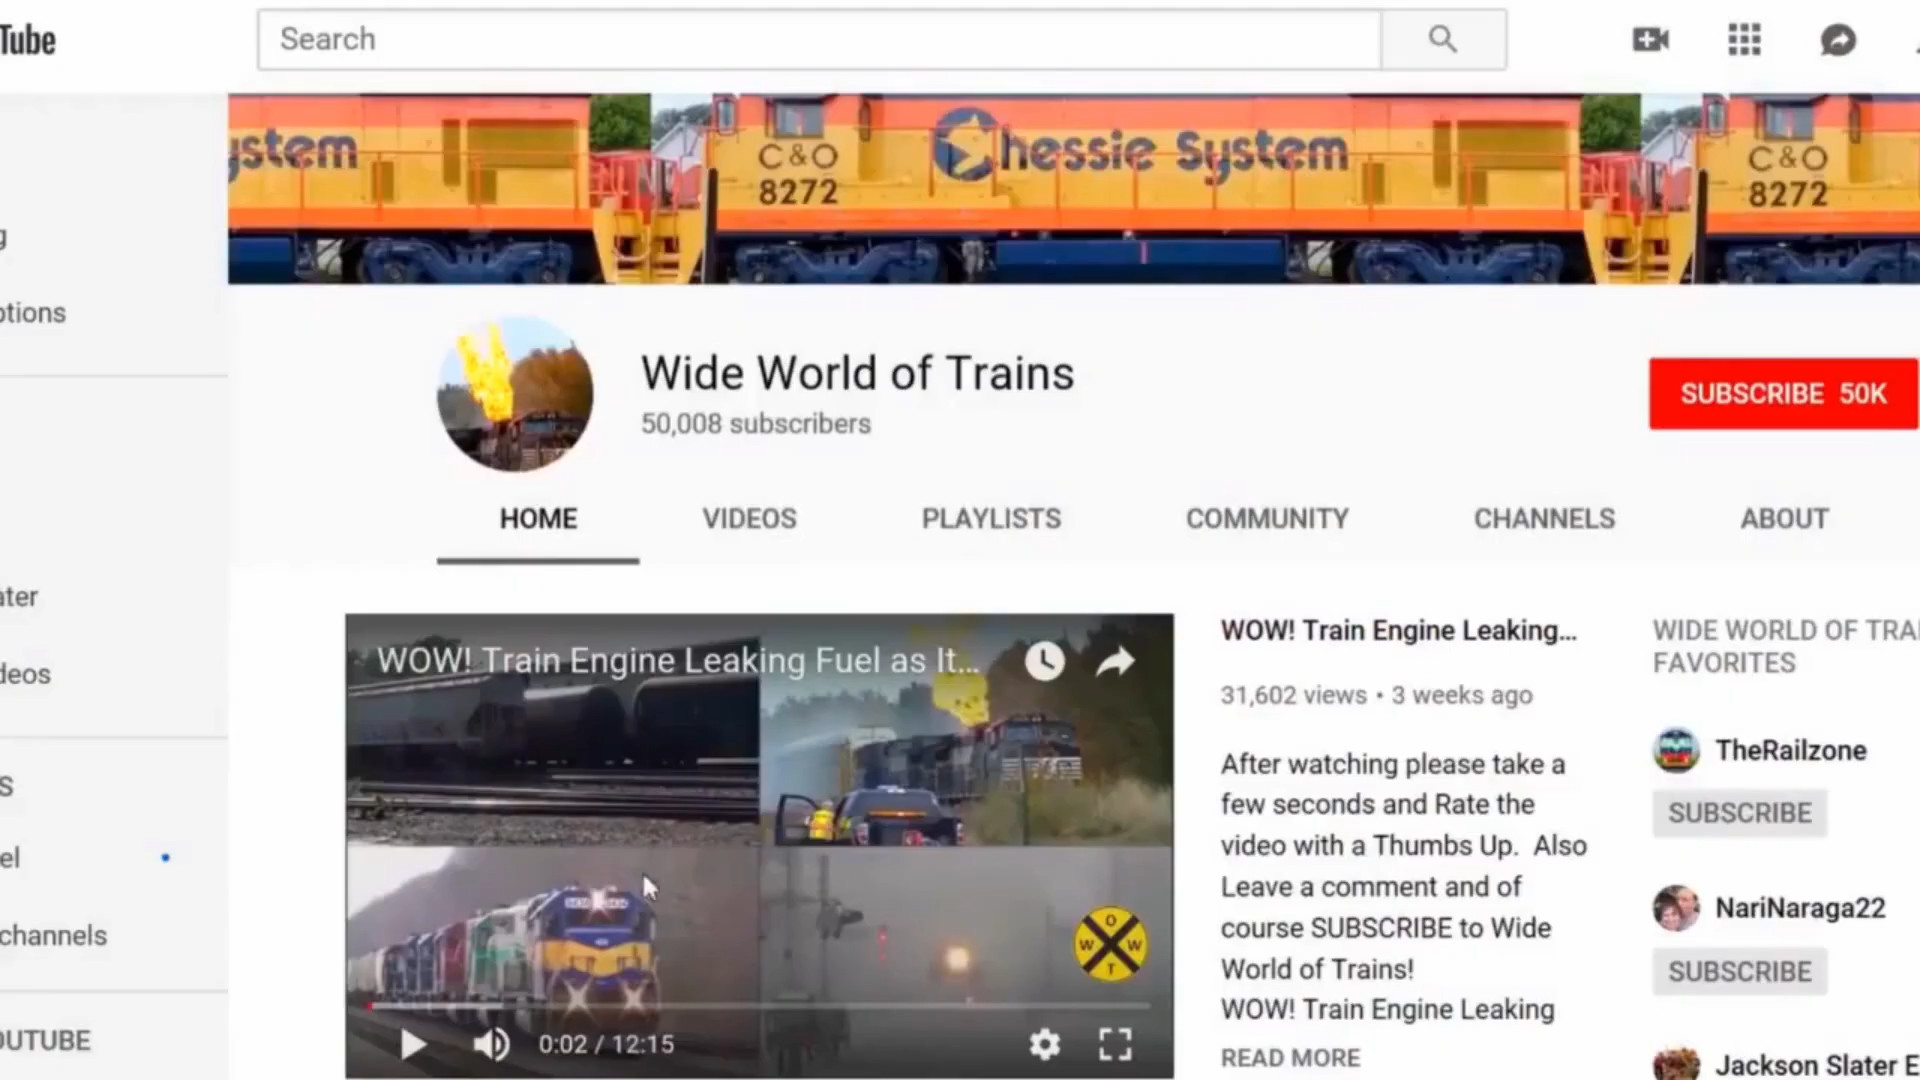 Tube
Search
ystem
C&O
8272
Chessie System
C&O
8272
Wide World of Trains
50,008 subscribers
SUBSCRIBE 50K
HOME
VIDEOS
PLAYLISTS
COMMUNITY
CHANNELS
ABOUT
g
ptions
ater
deos
S
el
channels
OUTUBE
WOW! Train Engine Leaking Fuel as It...
O
W W
T
0:02 / 12:15
WOW! Train Engine Leaking...
31,602 views • 3 weeks ago
After watching please take a
few seconds and Rate the
video with a Thumbs Up. Also
Leave a comment and of
course SUBSCRIBE to Wide
World of Trains!
WOW! Train Engine Leaking
READ MORE
WIDE WORLD OF TRAI
FAVORITES
TheRailzone
SUBSCRIBE
NariNaraga22
SUBSCRIBE
Jackson Slater E